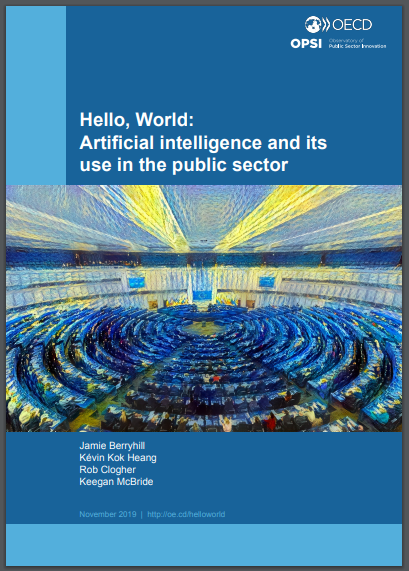 OECD
OPSI Observatory of
Public Sector Innovation
Hello, World:
Artificial intelligence and its
use in the public sector
Jamie Berryhill
Kévin Kok Heang
Rob Clogher
Keegan McBride
November 2019 | http://oe.cd/helloworld